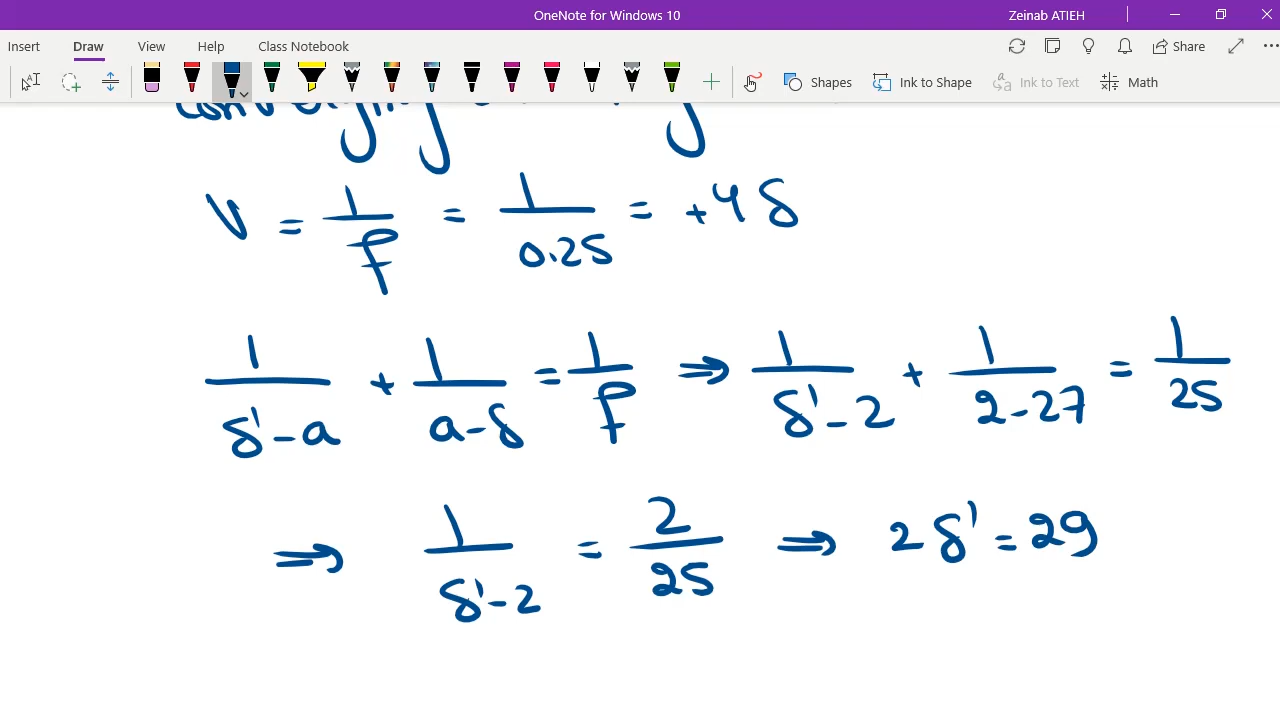 OneNote for Windows 10
Zeinab ATIEH
Insert Draw View Help Class Notebook Share
Shapes Ink to Shape Ink to Text Math
V = 1/f = 1/0.25 = +4 δ
1/(δ'-a) + 1/(a-δ) = 1/f ⇒ 1/(δ'-2) + 1/(2-27) = 1/25
⇒ 1/(δ'-2) = 2/25 ⇒ 2δ' = 29